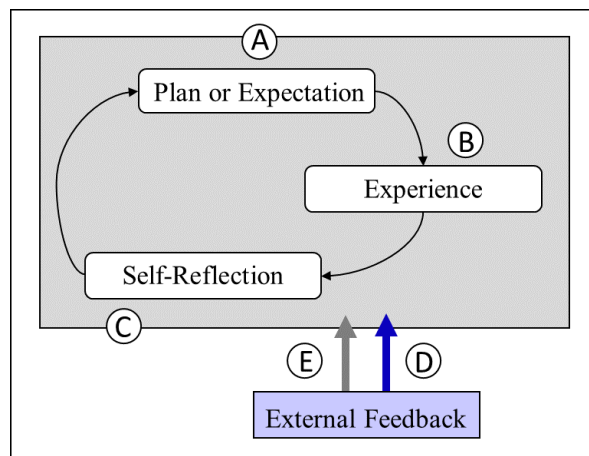 A
Plan or Expectation
B
Experience
Self-Reflection
C
E
D
External Feedback